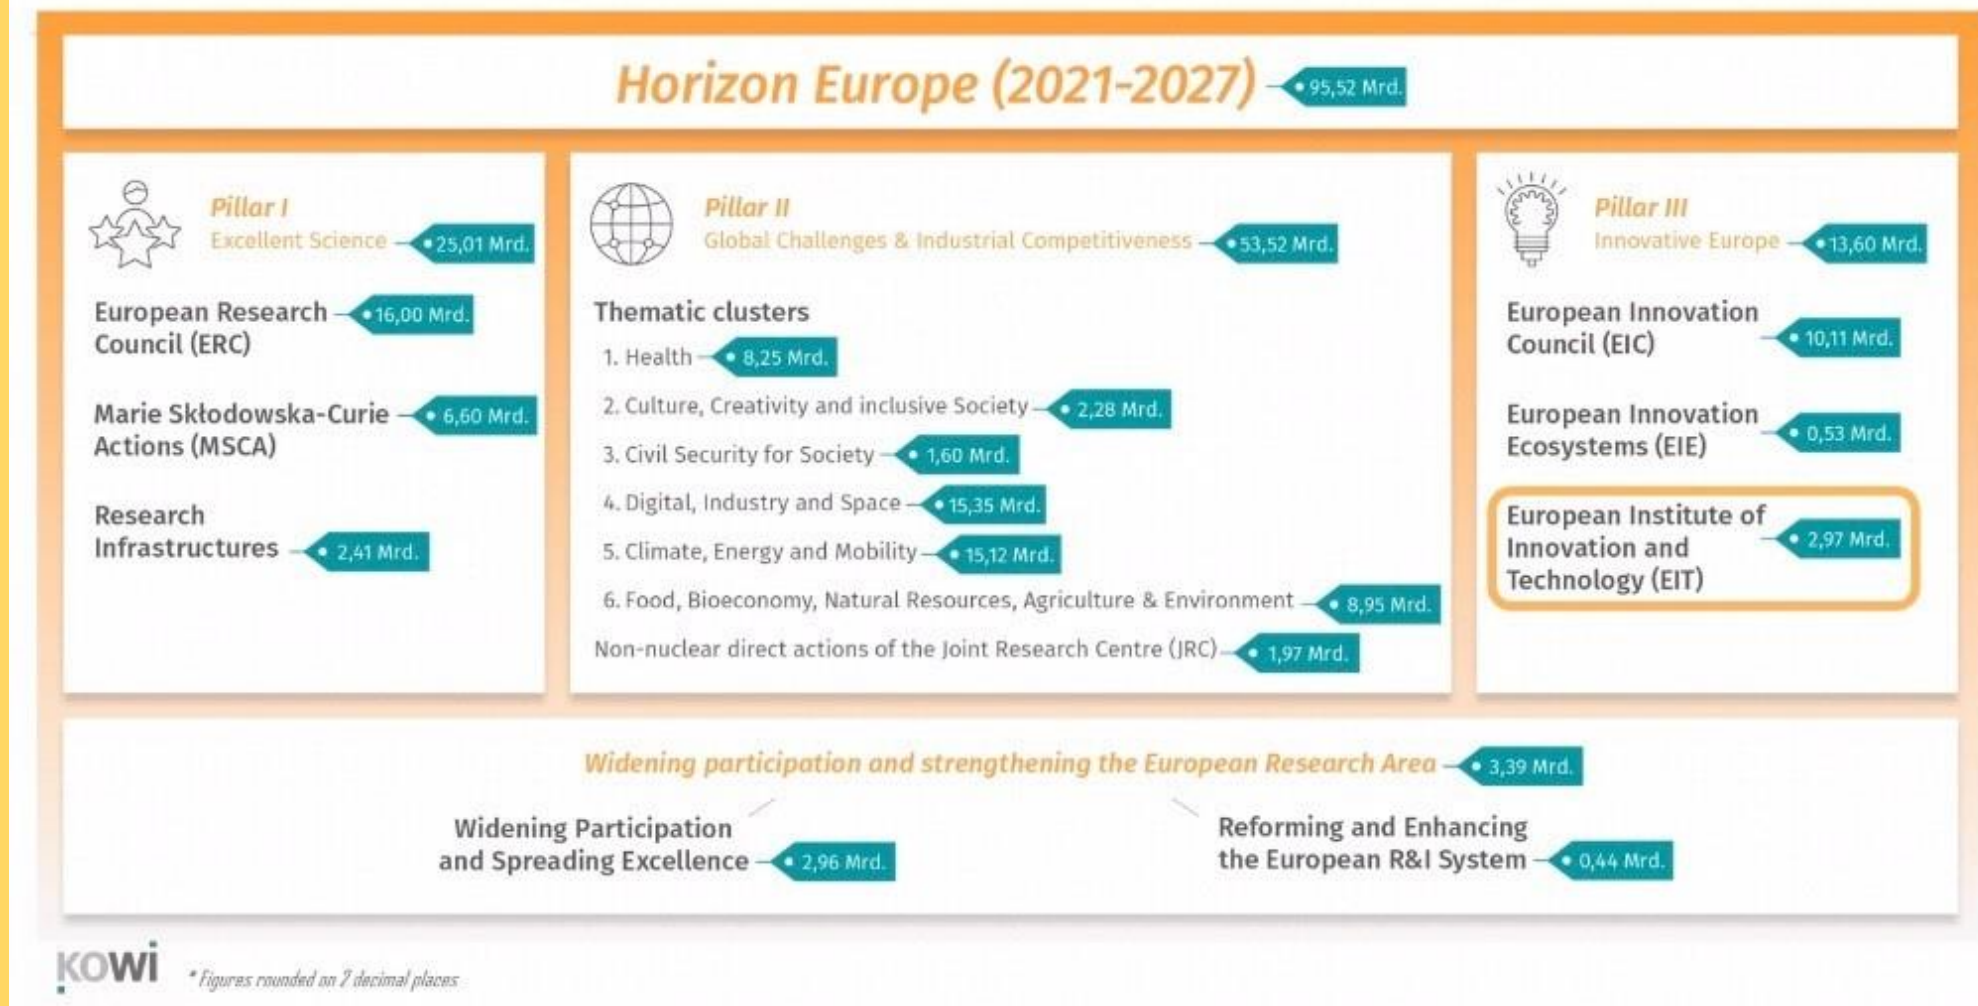 Horizon Europe (2021-2027)
95,52 Mrd.
Pillar I
Excellent Science
25,01 Mrd.
European Research
Council (ERC)
16,00 Mrd.
Marie Skłodowska-Curie
Actions (MSCA)
6,60 Mrd.
Research
Infrastructures
2,41 Mrd.
Pillar II
Global Challenges & Industrial Competitiveness
53,52 Mrd.
Thematic clusters
1. Health
8,25 Mrd.
2. Culture, Creativity and inclusive Society
2,28 Mrd.
3. Civil Security for Society
1,60 Mrd.
4. Digital, Industry and Space
15,35 Mrd.
5. Climate, Energy and Mobility
15,12 Mrd.
6. Food, Bioeconomy, Natural Resources, Agriculture & Environment
8,95 Mrd.
Non-nuclear direct actions of the Joint Research Centre (JRC)
1,97 Mrd.
Pillar III
Innovative Europe
13,60 Mrd.
European Innovation
Council (EIC)
10,11 Mrd.
European Innovation
Ecosystems (EIE)
0,53 Mrd.
European Institute of
Innovation and
Technology (EIT)
2,97 Mrd.
Widening participation and strengthening the European Research Area
3,39 Mrd.
Widening Participation
and Spreading Excellence
2,96 Mrd.
Reforming and Enhancing
the European R&I System
0,44 Mrd.
KOWi
* Figures rounded on 2 decimal places